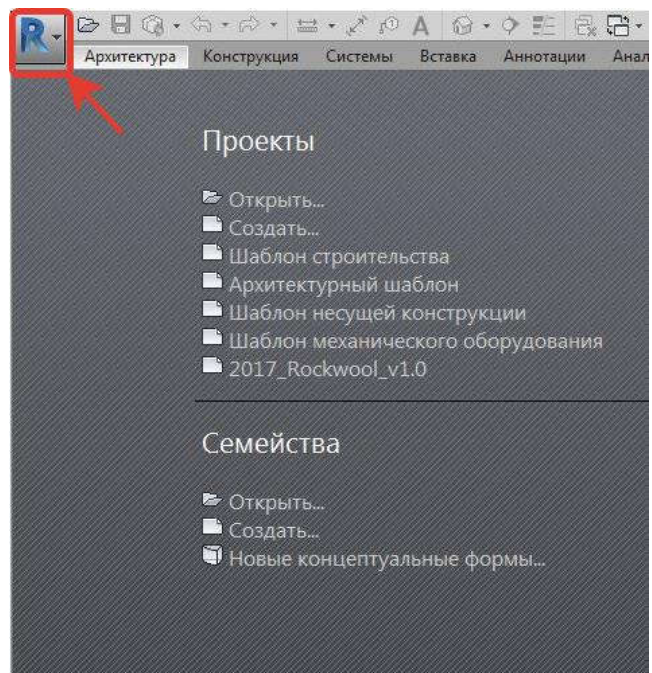 R
A
Архитектура Конструкция Системы Вставка Аннотации Анал
Проекты
Открыть...
Создать...
Шаблон строительства
Архитектурный шаблон
Шаблон несущей конструкции
Шаблон механического оборудования
2017_Rockwool_v1.0
Семейства
Открыть...
Создать...
Новые концептуальные формы...